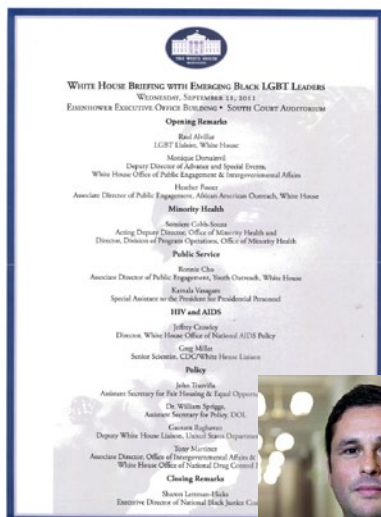 THE WHITE HOUSE
WHITE HOUSE BRIEFING WITH EMERGING BLACK LGBT LEADERS
WEDNESDAY, SEPTEMBER 21, 2011
EISENHOWER EXECUTIVE OFFICE BUILDING • SOUTH COURT AUDITORIUM
Opening Remarks
Raul Alvillar
LGBT Liaison, White House
Monique Dorsainvil
Deputy Director of Advance and Special Events,
White House Office of Public Engagement & Intergovernmental Affairs
Heather Foster
Associate Director of Public Engagement, African American Outreach, White House
Minority Health
Cobb-Souza
Acting Deputy Director, Office of Minority Health and
Director, Division of Program Operations, Office of Minority Health
Public Service
Ronnie Cho
Associate Director of Public Engagement, Youth Outreach, White House
Kamala Vasagam
Special Assistant to the President for Presidential Personnel
HIV and AIDS
Jeffrey Crowley
Director, White House Office of National AIDS Policy
Greg Millet
Senior Scientist, CDC/White House Liaison
Policy
John Trasviña
Assistant Secretary for Fair Housing & Equal
Dr. William Spriggs,
Assistant Secretary for Policy, DOL
Gautam Raghavan
Deputy White House Liaison, United States
Tony Martinez
Associate Director, Office of Intergovernmental Affairs &
White House Office of National Drug Control
Closing Remarks
Sharon Lettman-Hicks
Executive Director of National Black Justice